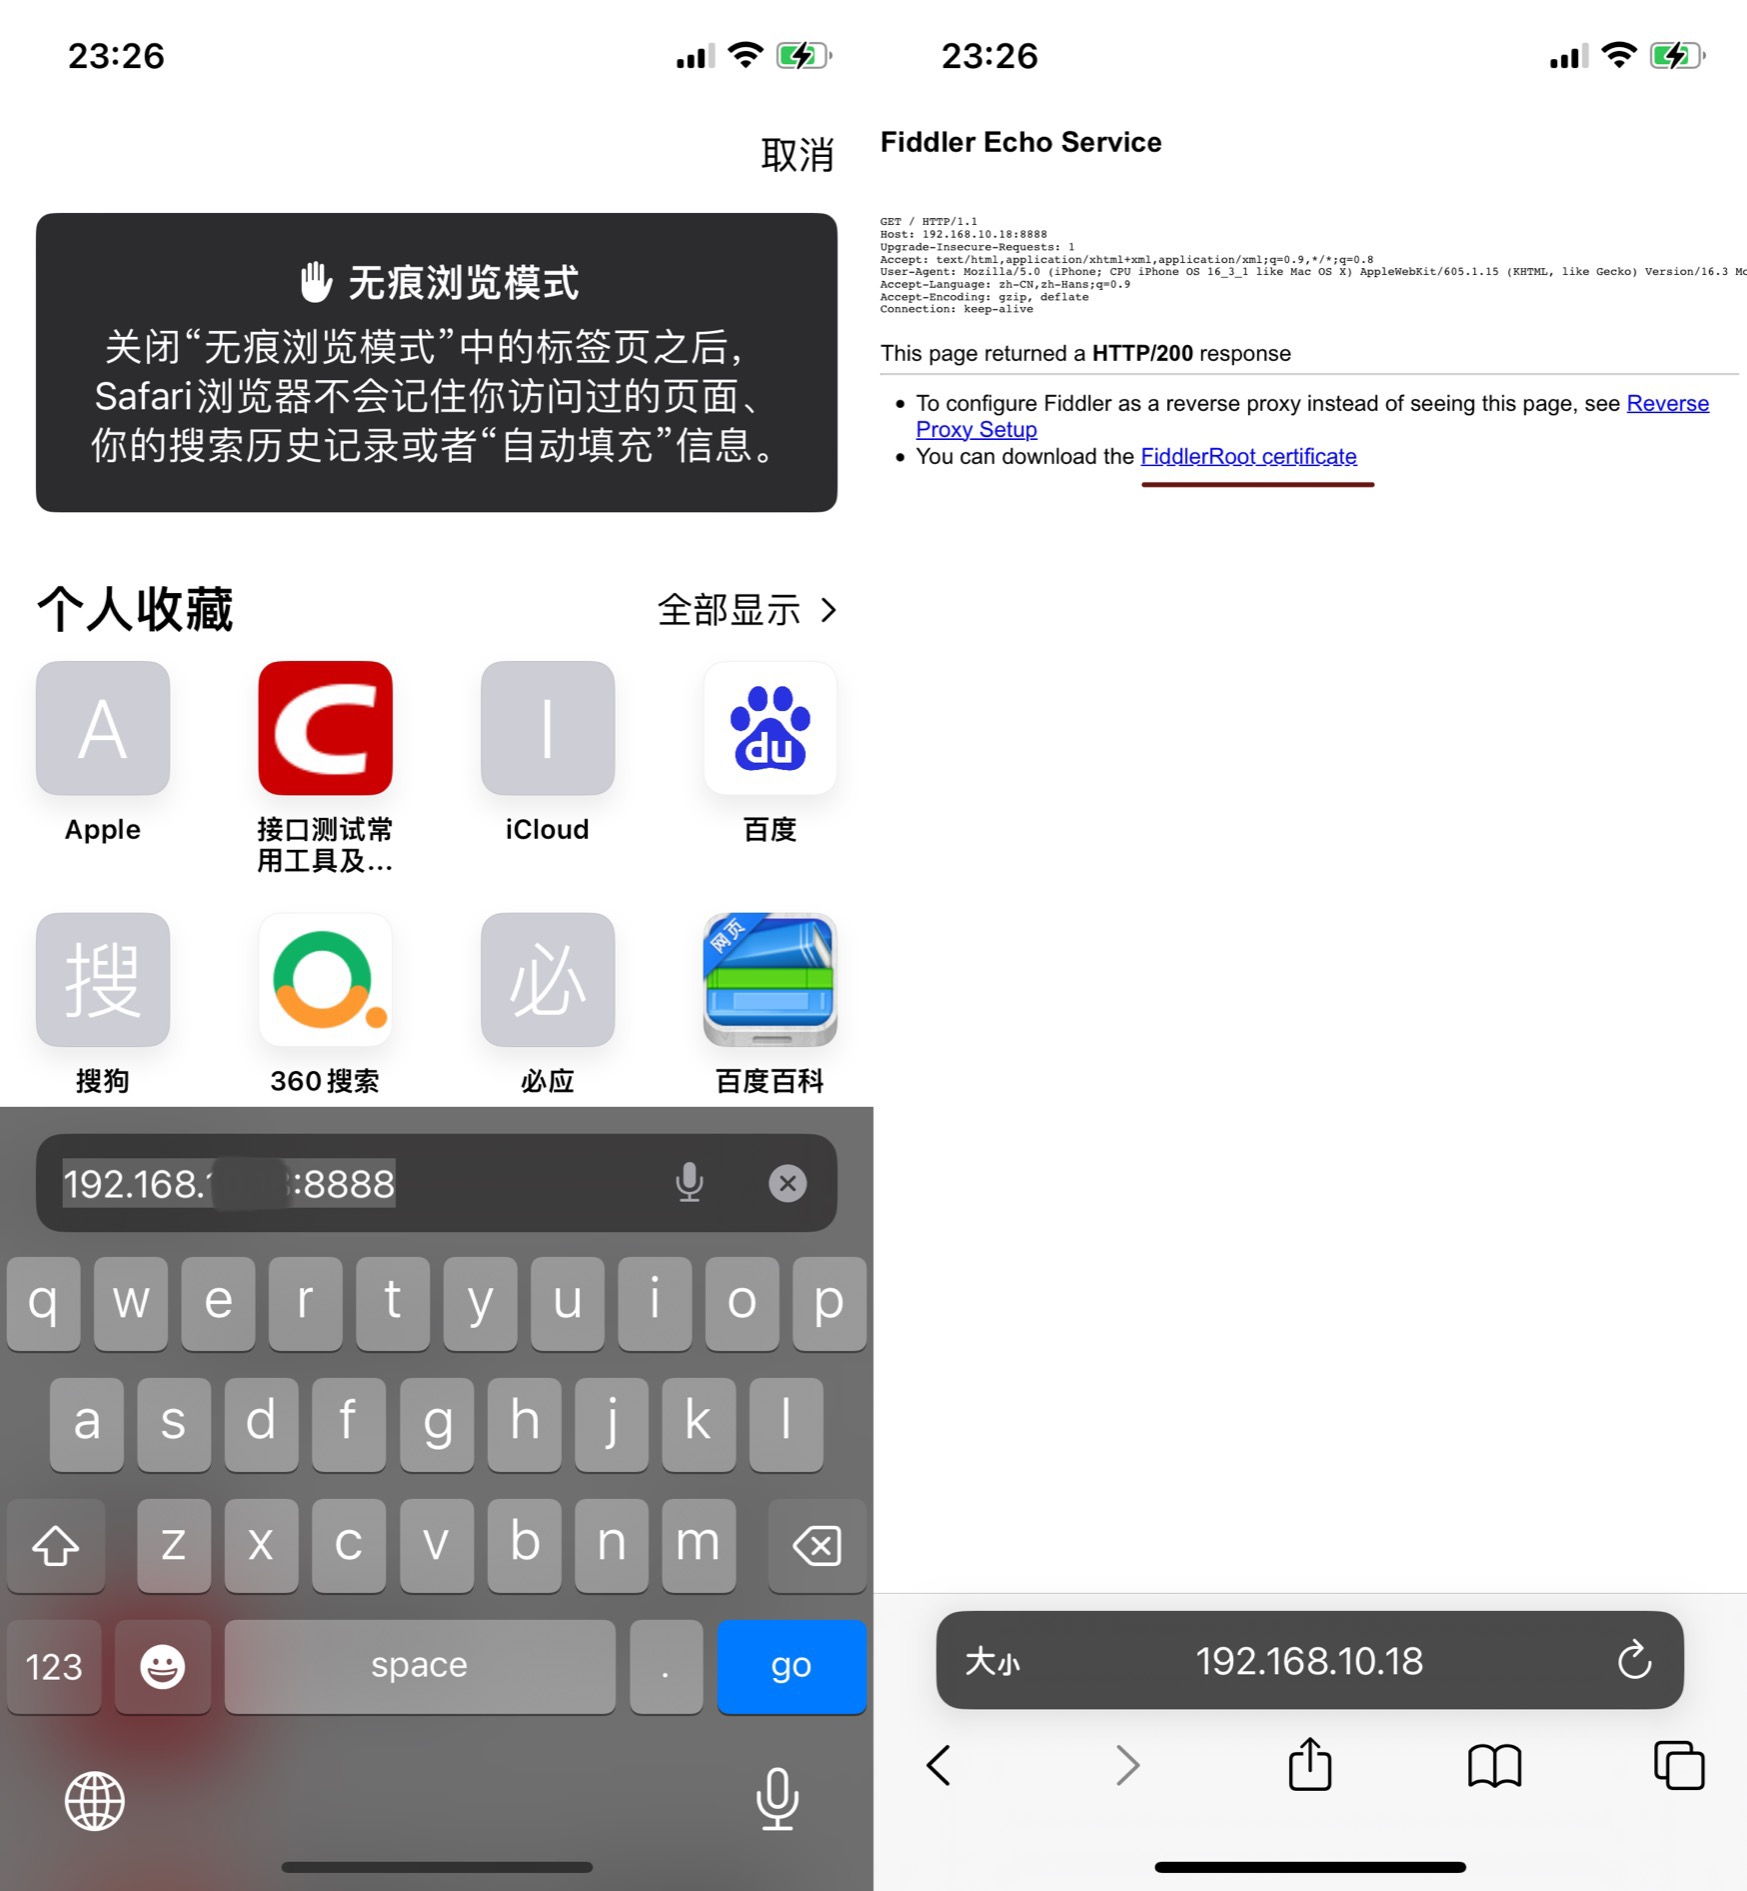 23:26
取消
无痕浏览模式
关闭“无痕浏览模式”中的标签页之后，
Safari浏览器不会记住你访问过的页面、
你的搜索历史记录或者“自动填充”信息。
个人收藏
全部显示
A
C
I
du
Apple
接口测试常
用工具及...
iCloud
百度
搜
必
网页
搜狗
360搜索
必应
百度百科
192.168. :8888
q w e r t y u i o p
a s d f g h j k l
z x c v b n m
123 space . go
23:26
Fiddler Echo Service
GET / HTTP/1.1
Host: 192.168.10.18:8888
Upgrade-Insecure-Requests: 1
Accept: text/html,application/xhtml+xml,application/xml;q=0.9,*/*;q=0.8
User-Agent: Mozilla/5.0 (iPhone; CPU iPhone OS 16_3_1 like Mac OS X) AppleWebKit/605.1.15 (KHTML, like Gecko) Version/16.3
Accept-Language: zh-CN,zh-Hans;q=0.9
Accept-Encoding: gzip, deflate
Connection: keep-alive
This page returned a HTTP/200 response
To configure Fiddler as a reverse proxy instead of seeing this page, see Reverse
Proxy Setup
You can download the FiddlerRoot certificate
大小 192.168.10.18